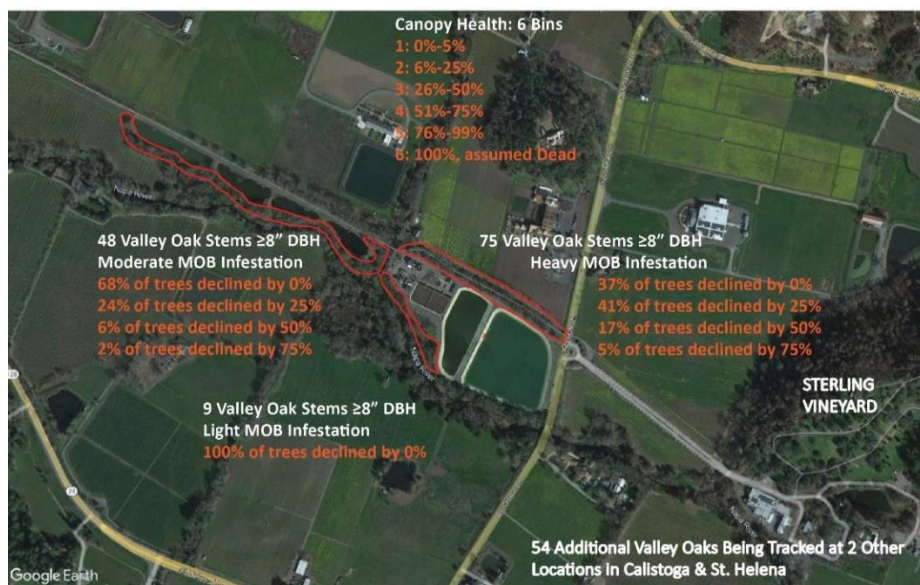 Canopy Health: 6 Bins
1: 0%-5%
2: 6%-25%
3: 26%-50%
4: 51%-75%
5: 76%-99%
6: 100%, assumed Dead
Napa River
48 Valley Oak Stems ≥8” DBH
Moderate MOB Infestation
68% of trees declined by 0%
24% of trees declined by 25%
6% of trees declined by 50%
2% of trees declined by 75%
75 Valley Oak Stems ≥8” DBH
Heavy MOB Infestation
37% of trees declined by 0%
41% of trees declined by 25%
17% of trees declined by 50%
5% of trees declined by 75%
Napa River
9 Valley Oak Stems ≥8” DBH
Light MOB Infestation
100% of trees declined by 0%
STERLING
VINEYARD
54 Additional Valley Oaks Being Tracked at 2 Other
Locations in Calistoga & St. Helena
Google Earth